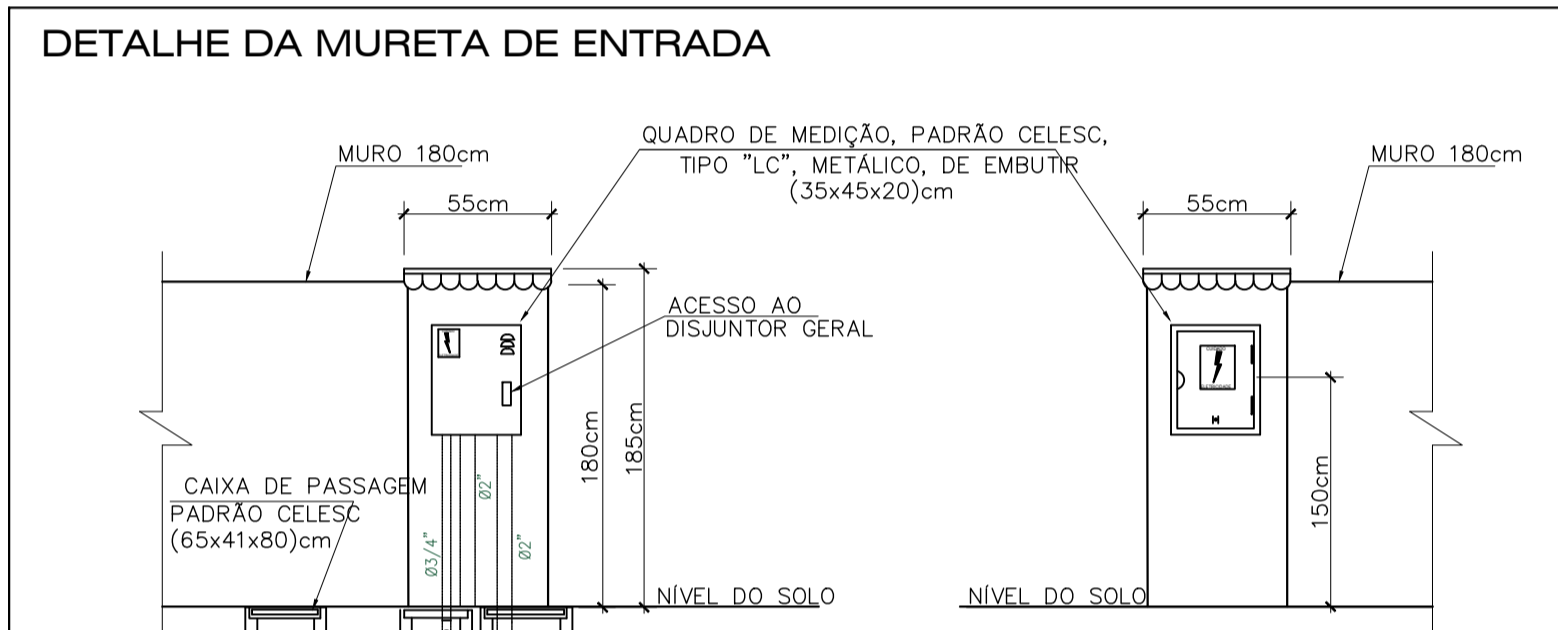 DETALHE DA MURETA DE ENTRADA
QUADRO DE MEDIÇÃO, PADRÃO CELESC,
TIPO "LC", METÁLICO, DE EMBUTIR
(35x45x20)cm
MURO 180cm
MURO 180cm
55cm
55cm
ACESSO AO
DISJUNTOR GERAL
180cm
185cm
150cm
CAIXA DE PASSAGEM
PADRÃO CELESC
(65x41x80)cm
Ø3/4"
Ø2"
Ø2"
NÍVEL DO SOLO
NÍVEL DO SOLO